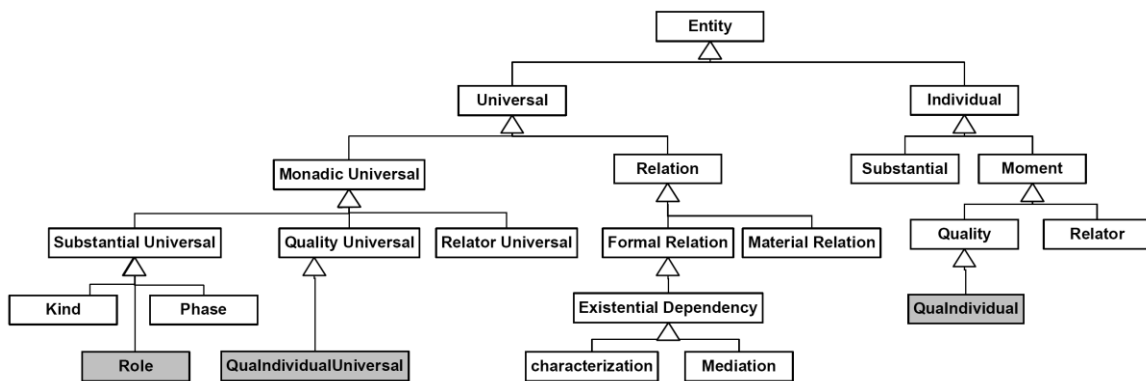 Entity
Universal
Individual
Monadic Universal
Relation
Substantial
Moment
Substantial Universal
Quality Universal
Relator Universal
Formal Relation
Material Relation
Quality
Relator
Kind
Phase
Existential Dependency
QuaIndividual
Role
QuaIndividualUniversal
characterization
Mediation